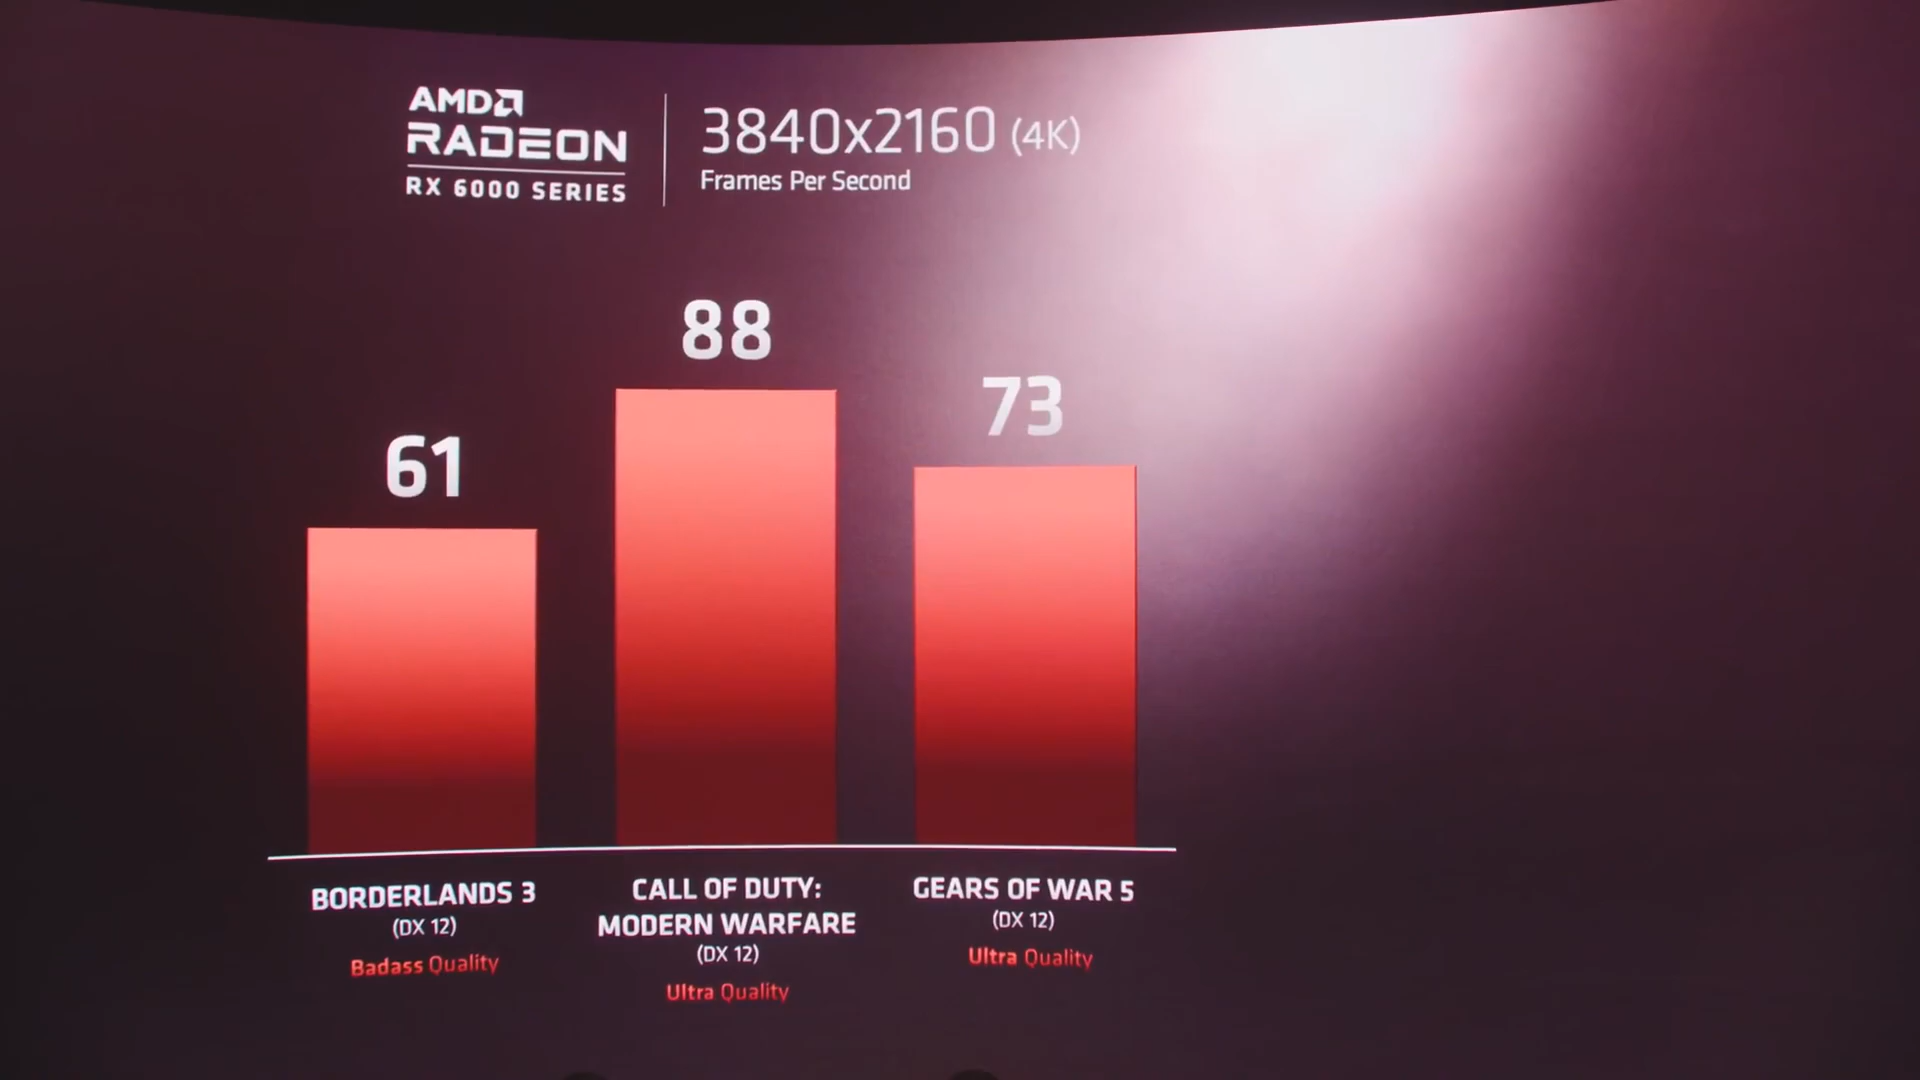 AMD
RADEON
RX 6000 SERIES
3840x2160 (4K)
Frames Per Second
61
88
73
BORDERLANDS 3
(DX 12)
Badass Quality
CALL OF DUTY:
MODERN WARFARE
(DX 12)
Ultra Quality
GEARS OF WAR 5
(DX 12)
Ultra Quality